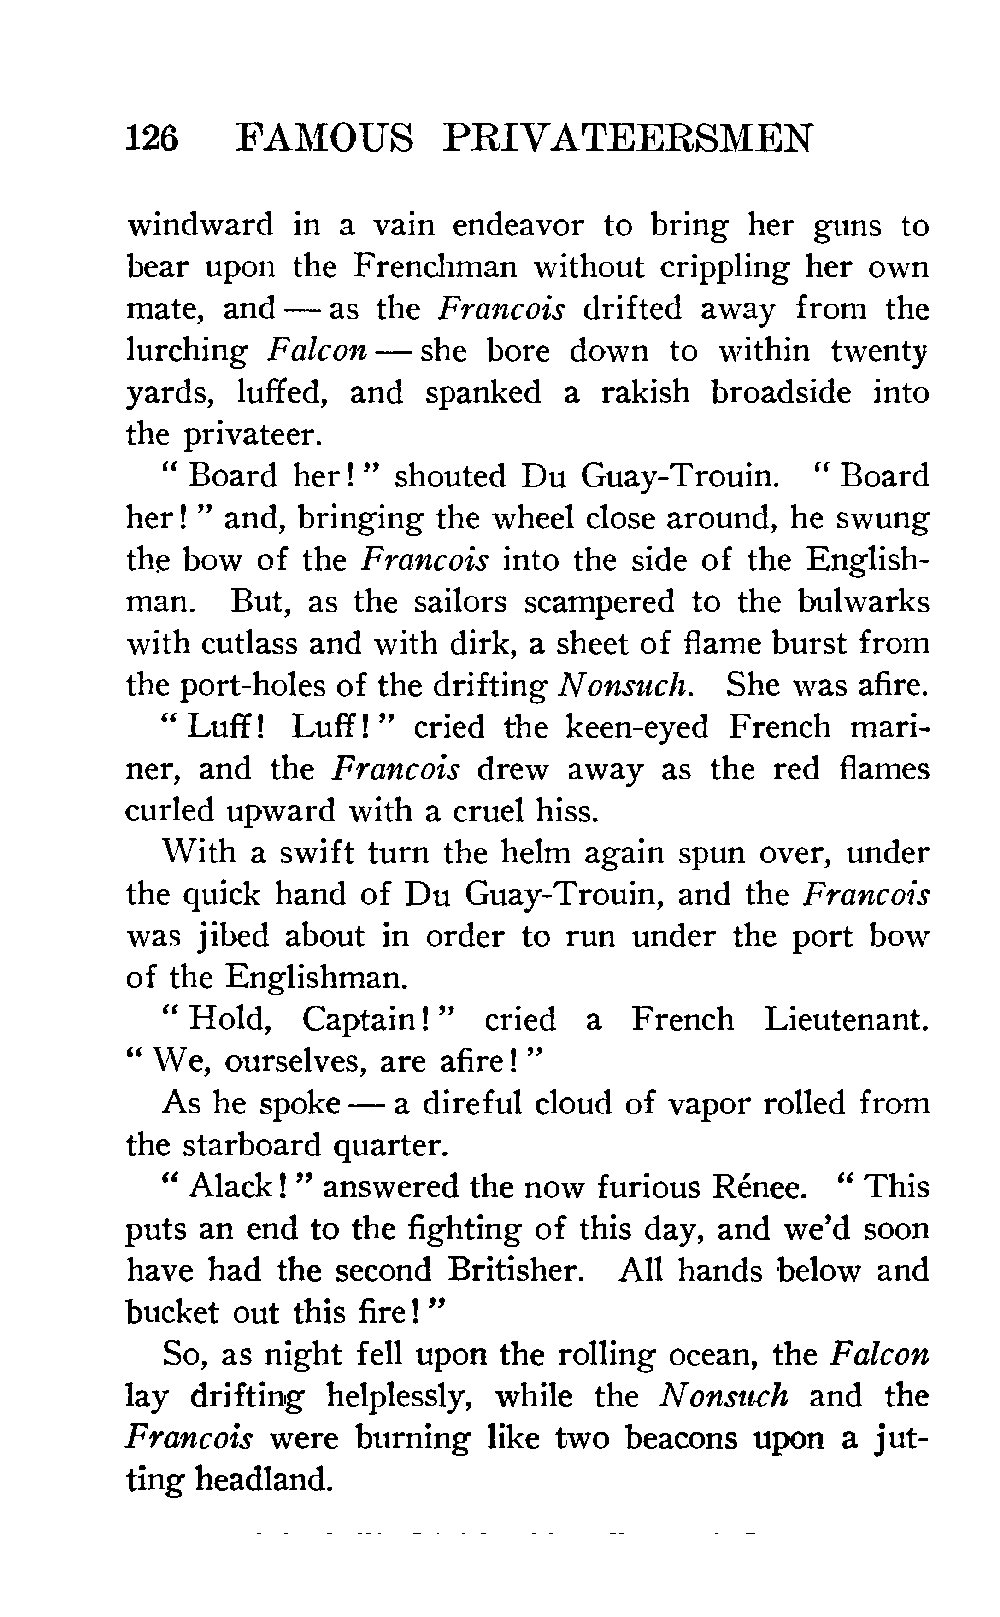 126 FAMOUS PRIVATEERSMEN
windward in a vain endeavor to bring her guns to
bear upon the Frenchman without crippling her own
mate, and — as the Francois drifted away from the
lurching Falcon — she bore down to within twenty
yards, luffed, and spanked a rakish broadside into
the privateer.
“ Board her! ” shouted Du Guay-Trouin. “ Board
her! ” and, bringing the wheel close around, he swung
the bow of the Francois into the side of the English-
man. But, as the sailors scampered to the bulwarks
with cutlass and with dirk, a sheet of flame burst from
the port-holes of the drifting Nonsuch. She was afire.
“ Luff! Luff! ” cried the keen-eyed French mari-
ner, and the Francois drew away as the red flames
curled upward with a cruel hiss.
With a swift turn the helm again spun over, under
the quick hand of Du Guay-Trouin, and the Francois
was jibed about in order to run under the port bow
of the Englishman.
“ Hold, Captain! ” cried a French Lieutenant.
“ We, ourselves, are afire! ”
As he spoke — a direful cloud of vapor rolled from
the starboard quarter.
“ Alack! ” answered the now furious Rénee. “ This
puts an end to the fighting of this day, and we’d soon
have had the second Britisher. All hands below and
bucket out this fire! ”
So, as night fell upon the rolling ocean, the Falcon
lay drifting helplessly, while the Nonsuch and the
Francois were burning like two beacons upon a jut-
ting headland.